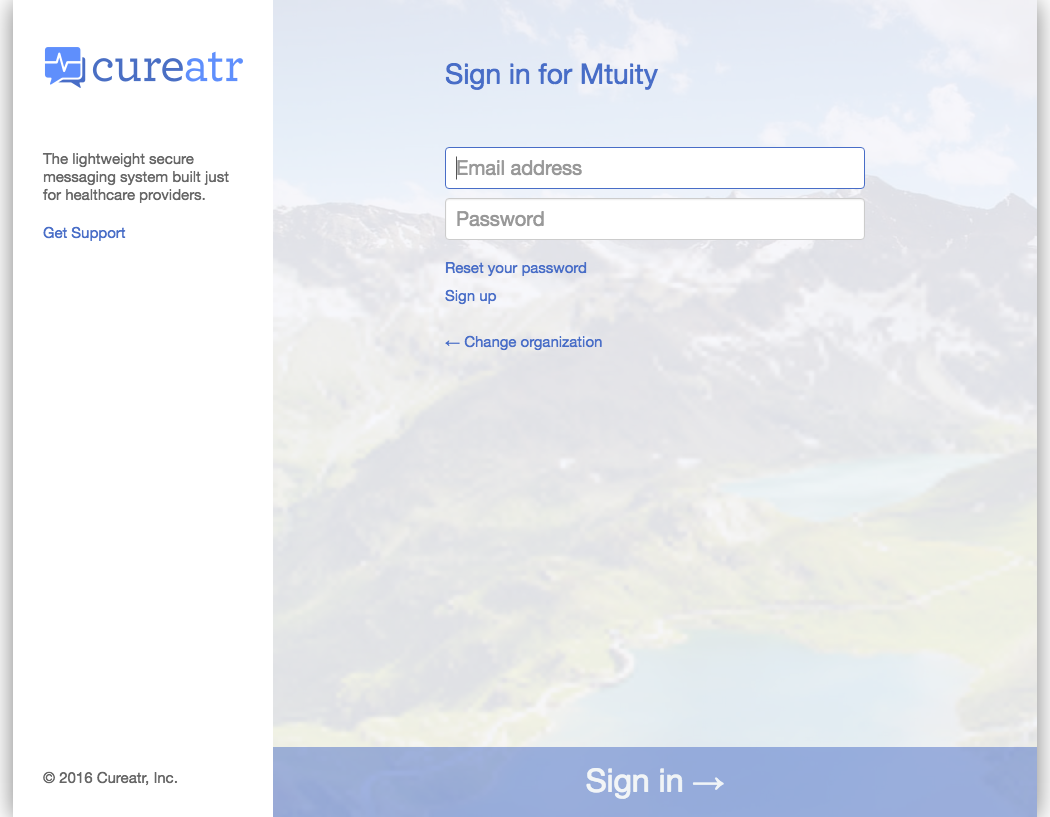 cureatr
The lightweight secure
messaging system built just
for healthcare providers.
Get Support
© 2016 Cureatr, Inc.
Sign in for Mtuity
Email address
Password
Reset your password
Sign up
← Change organization
Sign in →